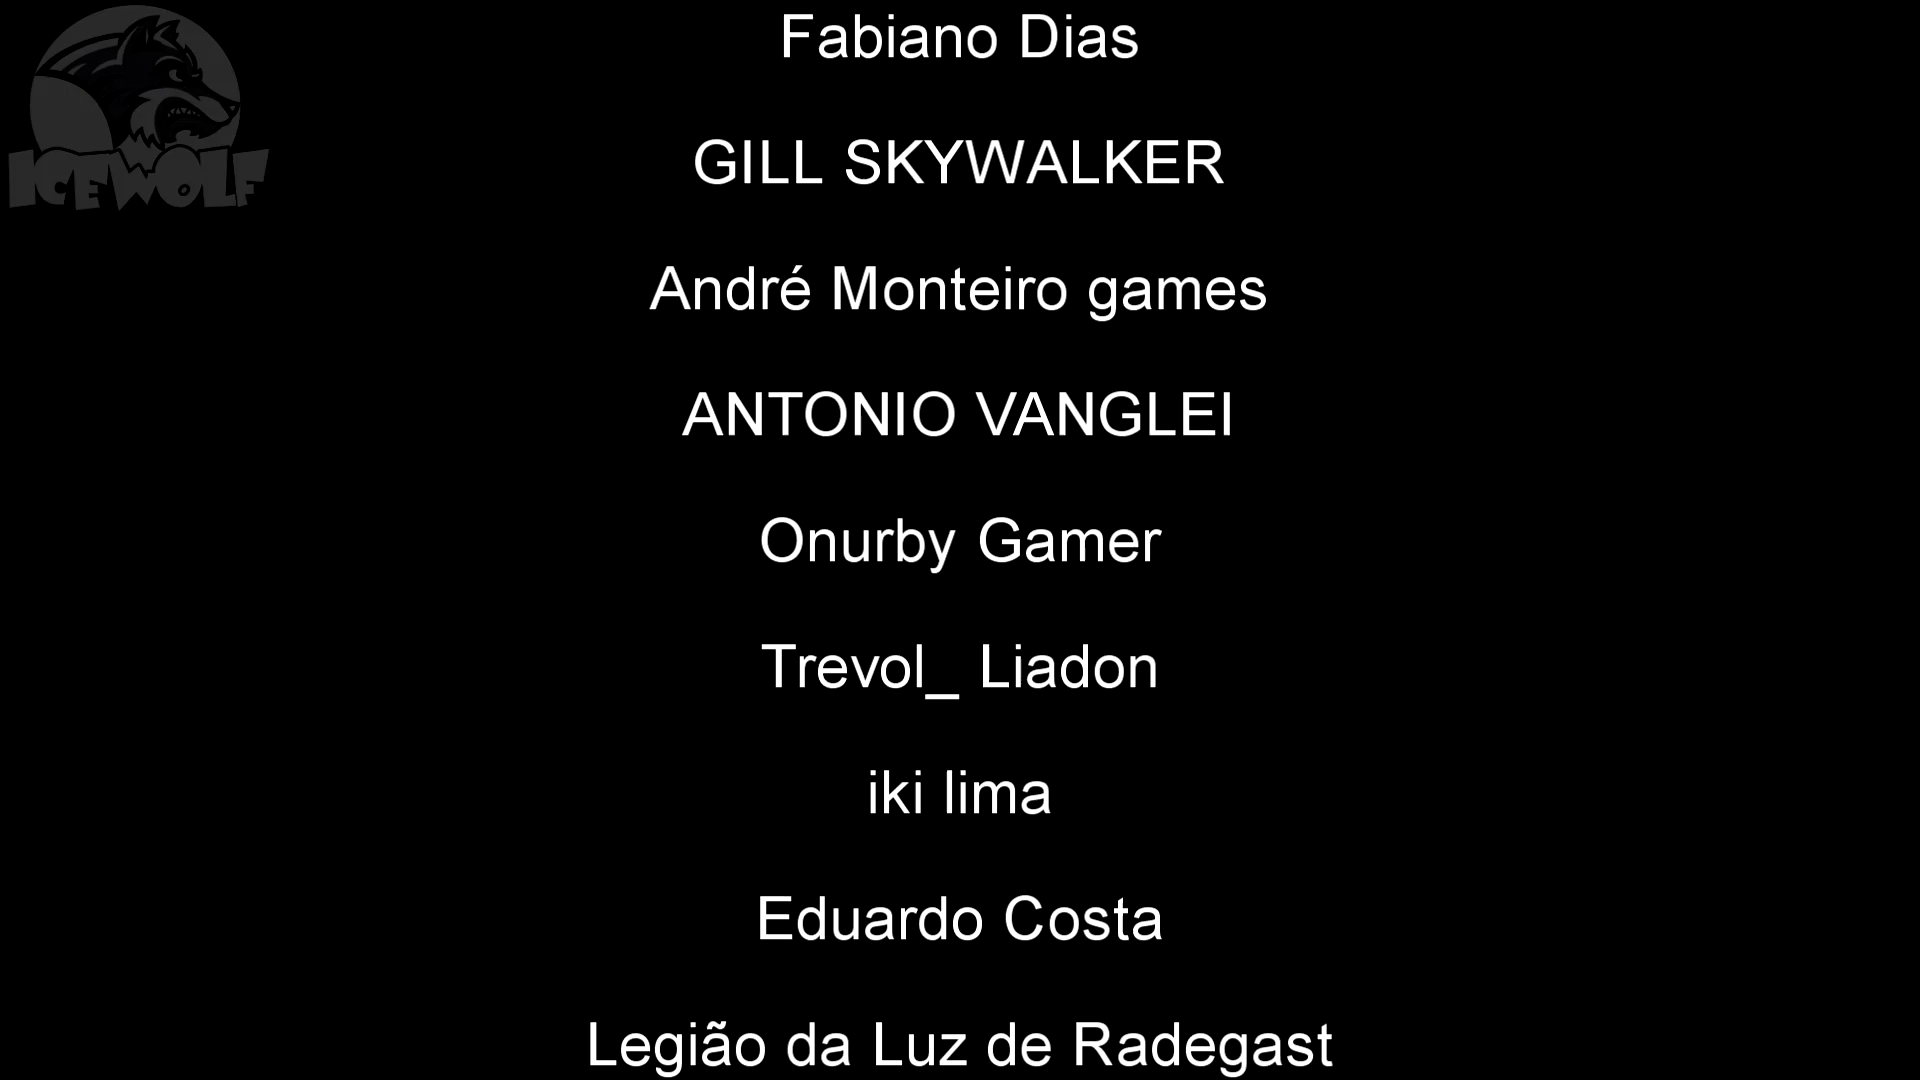 ICEWOLF
Fabiano Dias
GILL SKYWALKER
André Monteiro games
ANTONIO VANGLEI
Onurby Gamer
Trevol_ Liadon
iki lima
Eduardo Costa
Legião da Luz de Radegast